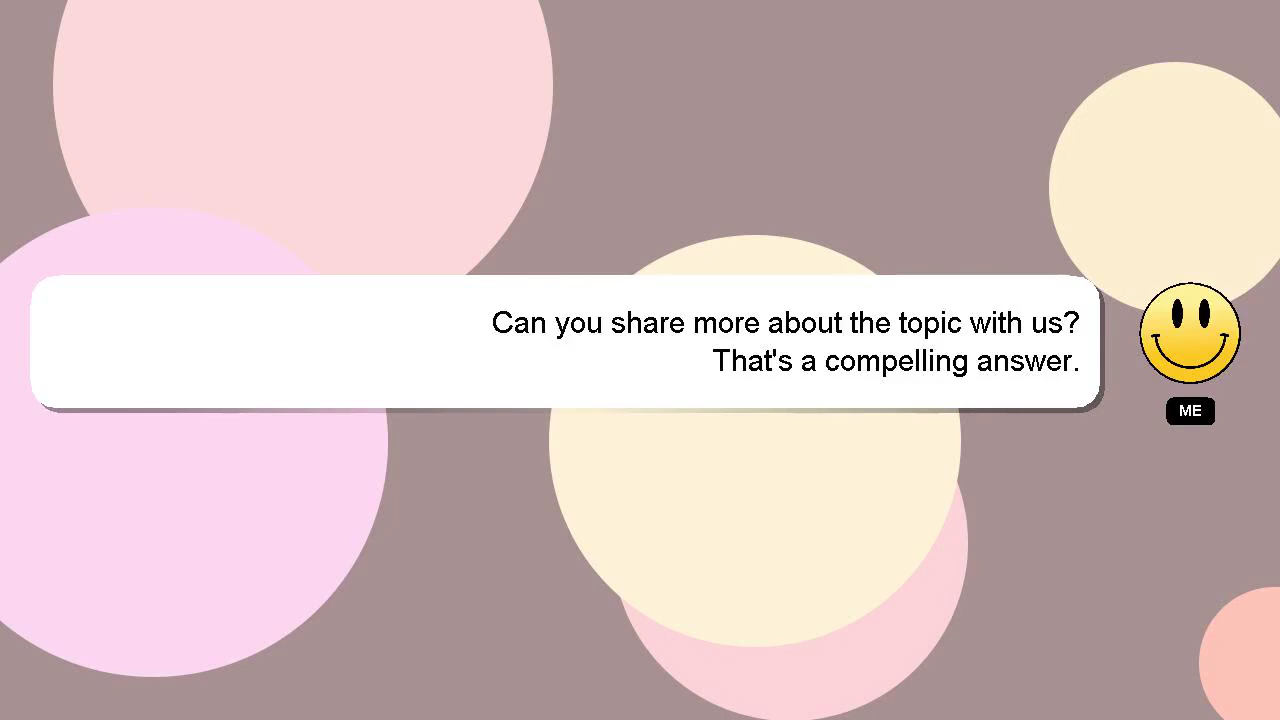 Can you share more about the topic with us?
That's a compelling answer.
ME